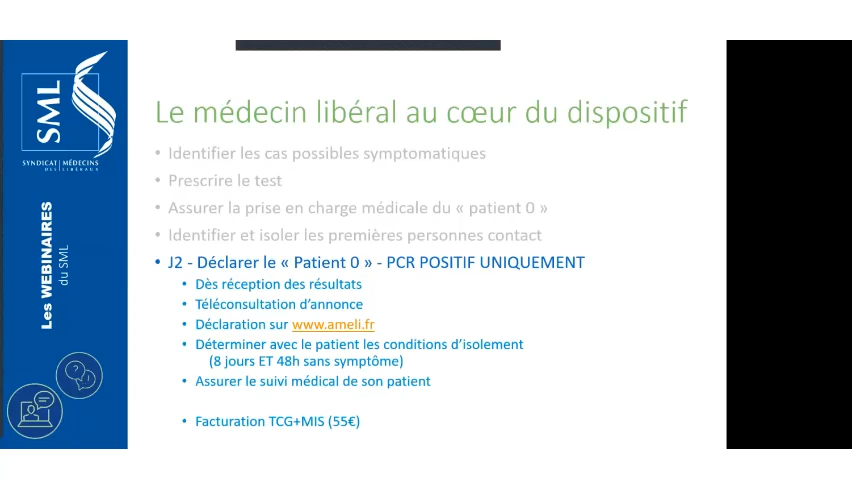 SML
SYNDICAT MÉDECINS
DES LIBÉRAUX
Les WEBINAIRES
du SML
Le médecin libéral au cœur du dispositif
• Identifier les cas possibles symptomatiques
• Prescrire le test
• Assurer la prise en charge médicale du « patient 0 »
• Identifier et isoler les premières personnes contact
• J2 - Déclarer le « Patient 0 » - PCR POSITIF UNIQUEMENT
• Dès réception des résultats
• Téléconsultation d'annonce
• Déclaration sur www.ameli.fr
• Déterminer avec le patient les conditions d'isolement
(8 jours ET 48h sans symptôme)
• Assurer le suivi médical de son patient
• Facturation TCG+MIS (55€)